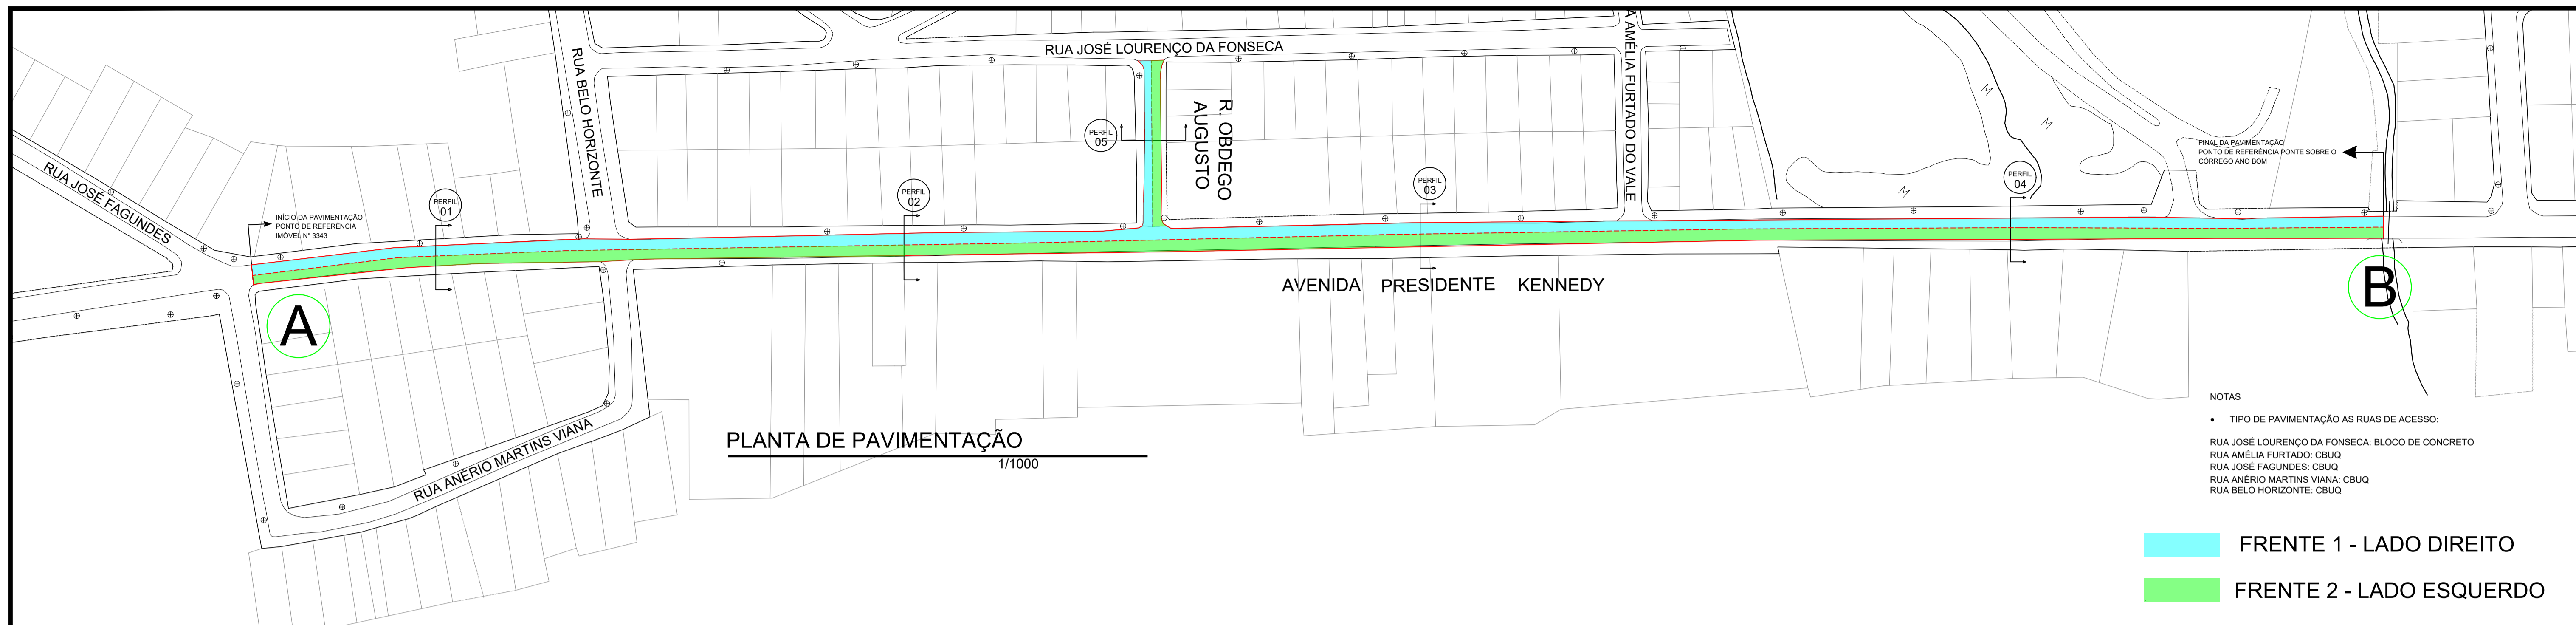 RUA JOSÉ LOURENÇO DA FONSECA
RUA BELO HORIZONTE
A AMÉLIA FURTADO DO VALE
R. OBDEGO
AUGUSTO
RUA JOSÉ FAGUNDES
INÍCIO DA PAVIMENTAÇÃO
PONTO DE REFERÊNCIA
IMÓVEL N° 3343
PERFIL
01
PERFIL
02
PERFIL
05
PERFIL
03
PERFIL
04
M
M
M
FINAL DA PAVIMENTAÇÃO
PONTO DE REFERÊNCIA PONTE SOBRE O
CÓRREGO ANO BOM
AVENIDA PRESIDENTE KENNEDY
A
B
RUA ANÉRIO MARTINS VIANA
PLANTA DE PAVIMENTAÇÃO
1/1000
NOTAS
• TIPO DE PAVIMENTAÇÃO AS RUAS DE ACESSO:
RUA JOSÉ LOURENÇO DA FONSECA: BLOCO DE CONCRETO
RUA AMÉLIA FURTADO: CBUQ
RUA JOSÉ FAGUNDES: CBUQ
RUA ANÉRIO MARTINS VIANA: CBUQ
RUA BELO HORIZONTE: CBUQ
FRENTE 1 - LADO DIREITO
FRENTE 2 - LADO ESQUERDO